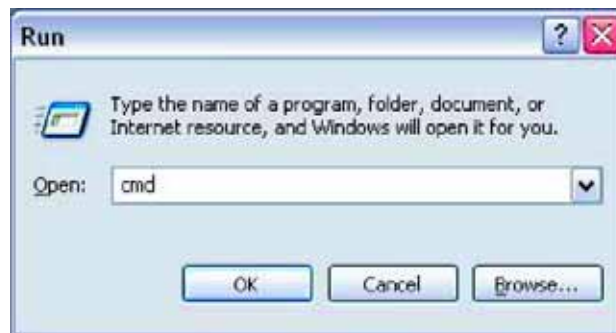 Run
Type the name of a program, folder, document, or
Internet resource, and Windows will open it for you.
Open: cmd
OK Cancel Browse...